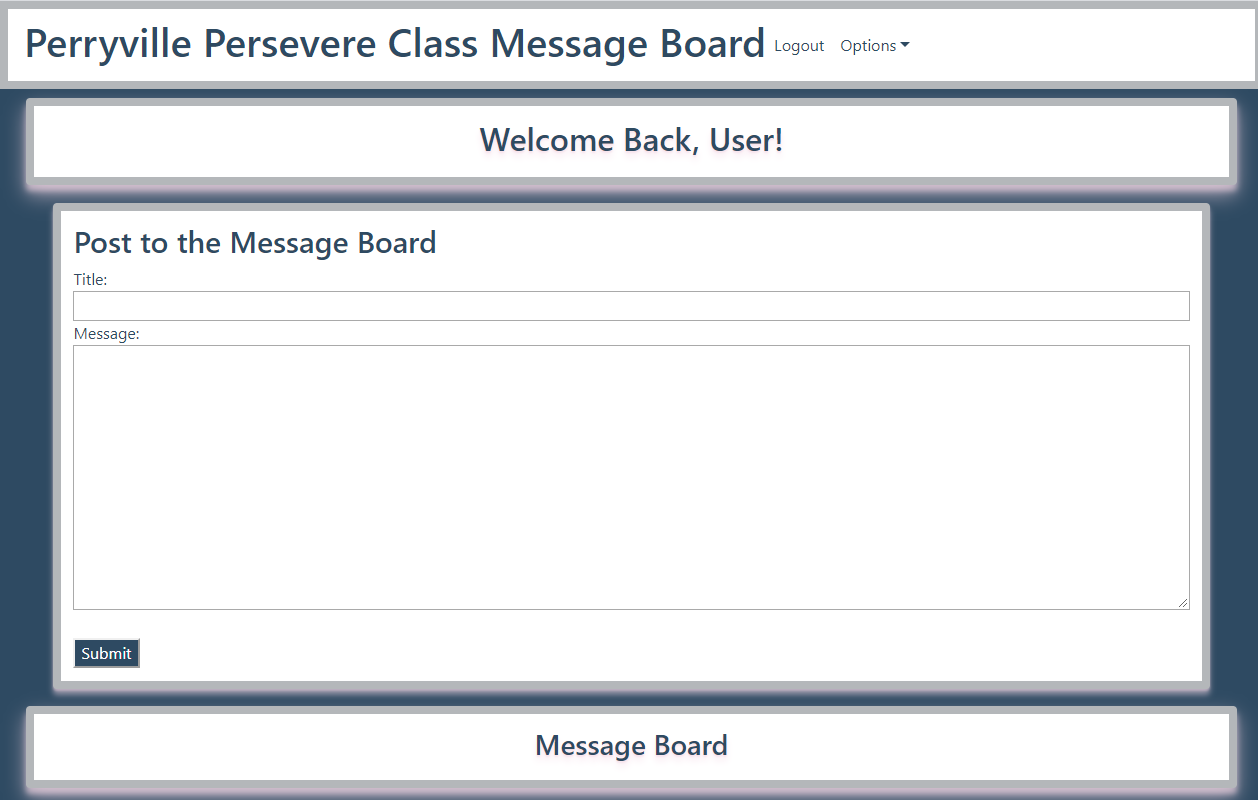 Perryville Persevere Class Message Board Logout Options
Welcome Back, User!
Post to the Message Board
Title:
Message:
Submit
Message Board